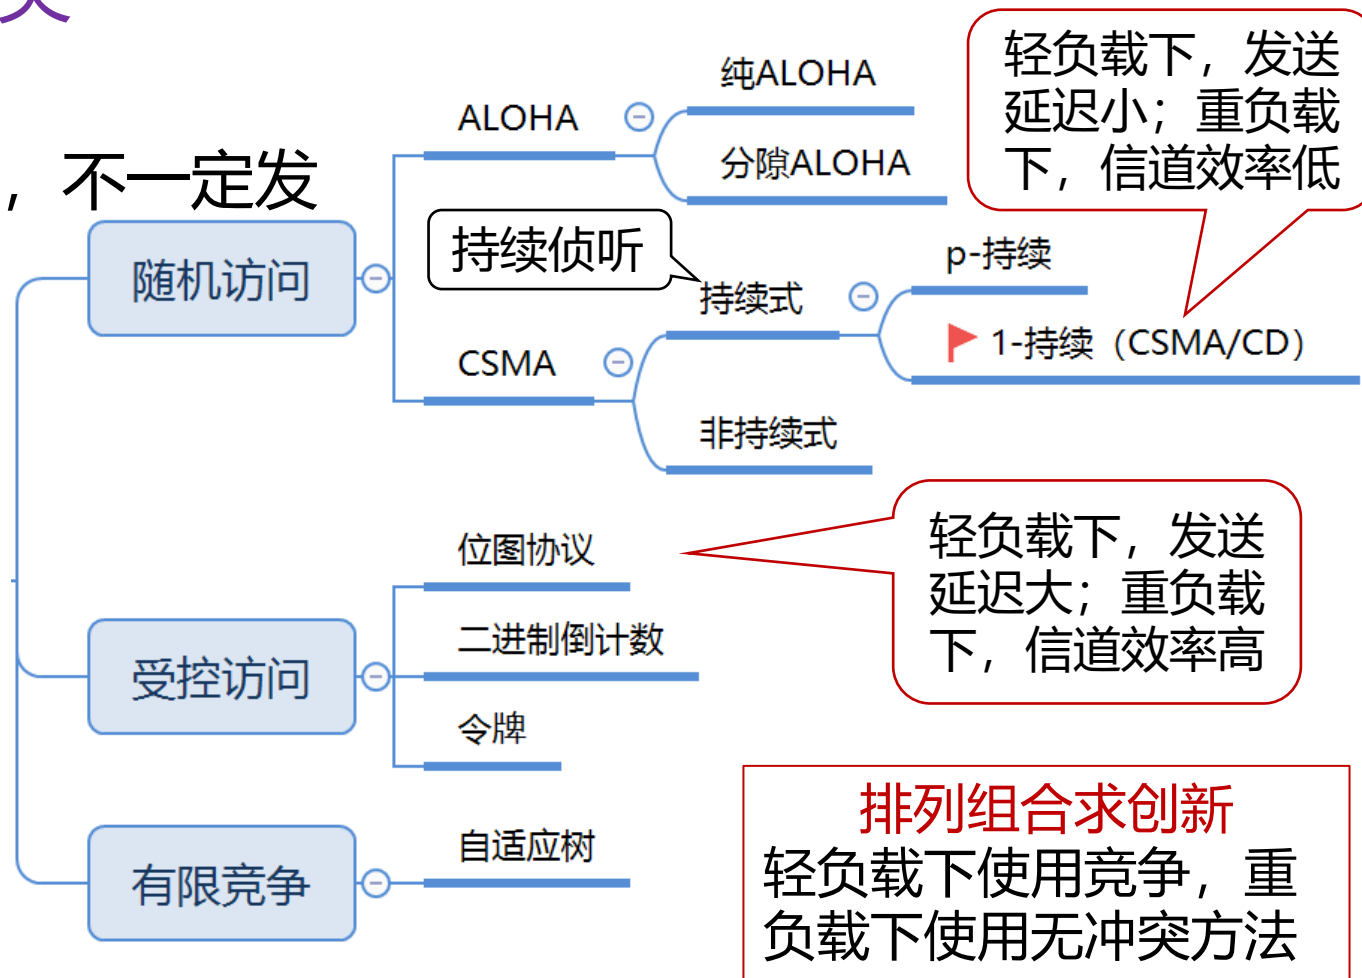 ，不一定发
纯ALOHA
ALOHA
分隙ALOHA
轻负载下，发送
延迟小；重负载
下，信道效率低
随机访问
持续侦听
p-持续
持续式
1-持续（CSMA/CD）
CSMA
非持续式
位图协议
轻负载下，发送
延迟大；重负载
下，信道效率高
二进制倒计数
受控访问
令牌
排列组合求创新
轻负载下使用竞争，重
负载下使用无冲突方法
自适应树
有限竞争